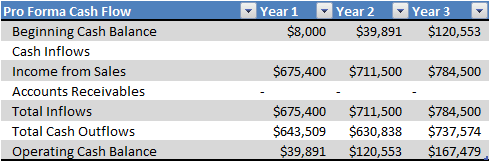 Pro Forma Cash Flow Year 1 Year 2 Year 3
Beginning Cash Balance $8,000 $39,891 $120,553
Cash Inflows
Income from Sales $675,400 $711,500 $784,500
Accounts Receivables - - -
Total Inflows $675,400 $711,500 $784,500
Total Cash Outflows $643,509 $630,838 $737,574
Operating Cash Balance $39,891 $120,553 $167,479